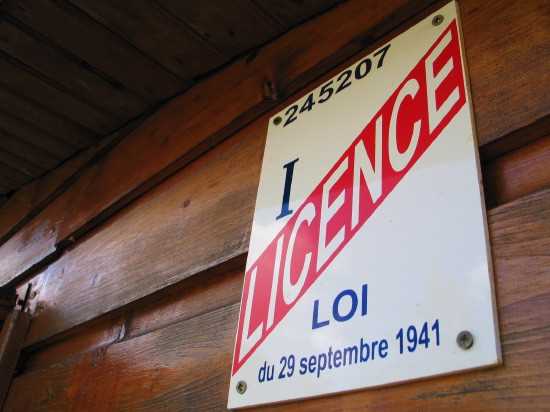 245207
I
LICENCE
LOI
du 29 septembre 1941